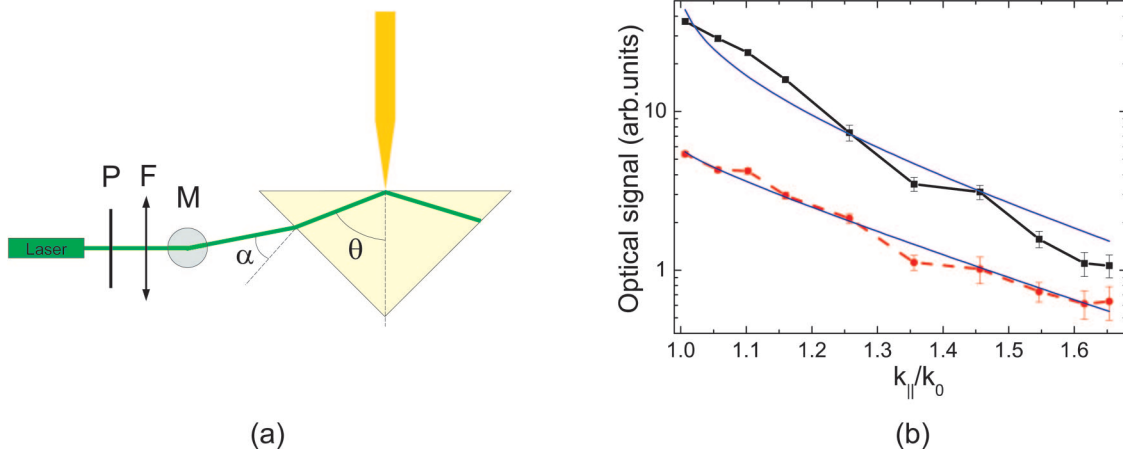 P
F
M
Laser
α
θ
(a)
Optical signal (arb.units)
10
1
1.0 1.1 1.2 1.3 1.4 1.5 1.6
k||/k0
(b)